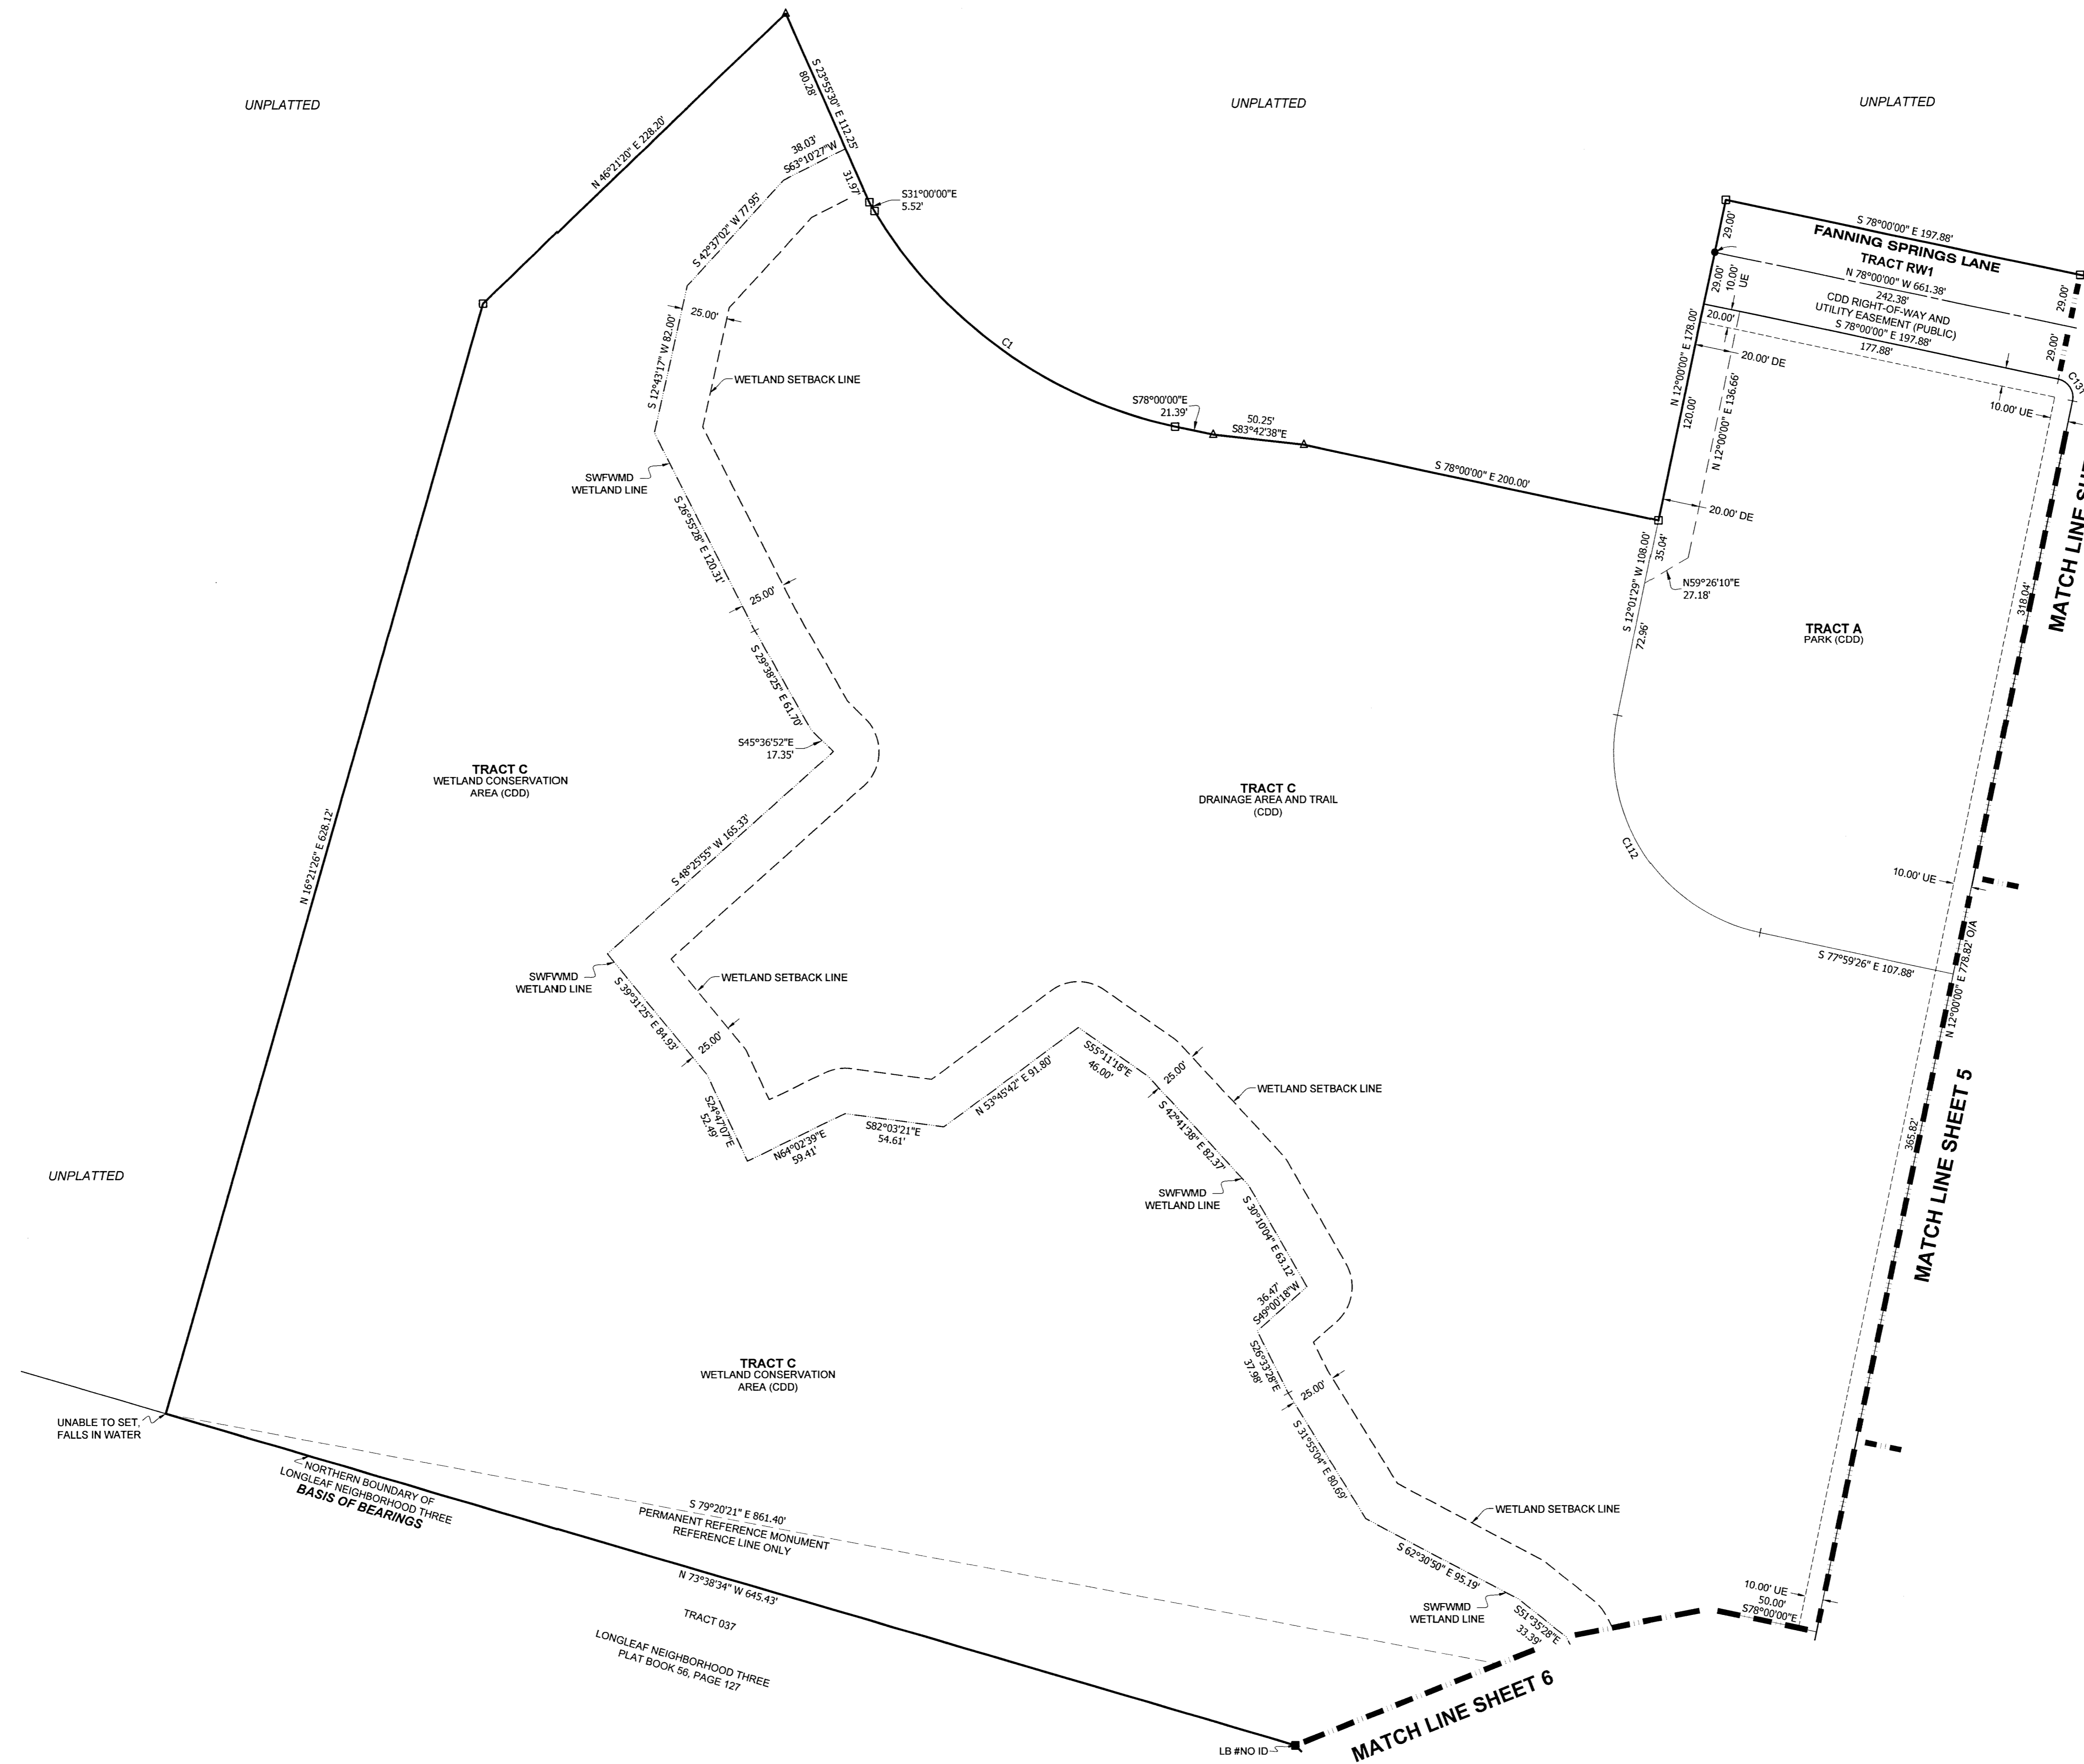 UNPLATTED
UNPLATTED
UNPLATTED
S 23°55'30" E 112.25'
80.28'
N 46°21'20" E 228.20'
38.03'
S63°10'27"W
31.97'
S31°00'00"E
5.52'
S 42°37'02" W 77.95'
25.00'
S 12°43'17" W 82.00'
WETLAND SETBACK LINE
C1
S 78°00'00" E 197.88'
FANNING SPRINGS LANE
TRACT RW1
N 78°00'00" W 661.38'
242.38'
CDD RIGHT-OF-WAY AND
UTILITY EASEMENT (PUBLIC)
S 78°00'00" E 197.88'
177.88'
29.00'
29.00'
10.00'
UE
20.00'
20.00' DE
29.00'
29.00'
C131
10.00' UE
N 12°00'00" E 178.00'
120.00'
N 12°00'00" E 136.66'
S78°00'00"E
21.39'
50.25'
S83°42'38"E
S 78°00'00" E 200.00'
20.00' DE
SWFWMD
WETLAND LINE
S 26°55'28" E 120.31'
25.00'
S 12°01'29" W 108.00'
35.04'
N59°26'10"E
27.18'
72.96'
TRACT A
PARK (CDD)
318.04'
MATCH LINE
S 29°38'25" E 61.70'
S45°36'52"E
17.35'
TRACT C
WETLAND CONSERVATION
AREA (CDD)
TRACT C
DRAINAGE AREA AND TRAIL
(CDD)
N 16°21'26" E 628.12'
S 48°25'55" W 165.33'
C112
10.00' UE
S 77°59'26" E 107.88'
N 12°00'00" E 778.82' O/A
SWFWMD
WETLAND LINE
WETLAND SETBACK LINE
S 39°31'25" E 84.93'
25.00'
S24°47'07"E
52.49'
N64°02'39"E
59.41'
S82°03'21"E
54.61'
N 53°45'42" E 91.80'
S55°11'18"E
46.00'
25.00'
WETLAND SETBACK LINE
S 42°41'38" E 82.37'
SWFWMD
WETLAND LINE
S 30°10'04" E 63.12'
365.82'
MATCH LINE SHEET 5
UNPLATTED
36.47'
S49°00'18"W
S26°33'28"E
37.98'
25.00'
TRACT C
WETLAND CONSERVATION
AREA (CDD)
S 31°55'04" E 80.69'
UNABLE TO SET,
FALLS IN WATER
NORTHERN BOUNDARY OF
LONGLEAF NEIGHBORHOOD THREE
BASIS OF BEARINGS
S 79°20'21" E 861.40'
PERMANENT REFERENCE MONUMENT
REFERENCE LINE ONLY
WETLAND SETBACK LINE
S 62°30'50" E 95.19'
N 73°38'34" W 645.43'
SWFWMD
WETLAND LINE
S51°35'28"E
33.39'
10.00' UE
50.00'
S78°00'00"E
TRACT 037
LONGLEAF NEIGHBORHOOD THREE
PLAT BOOK 56, PAGE 127
MATCH LINE SHEET 6
LB #NO ID